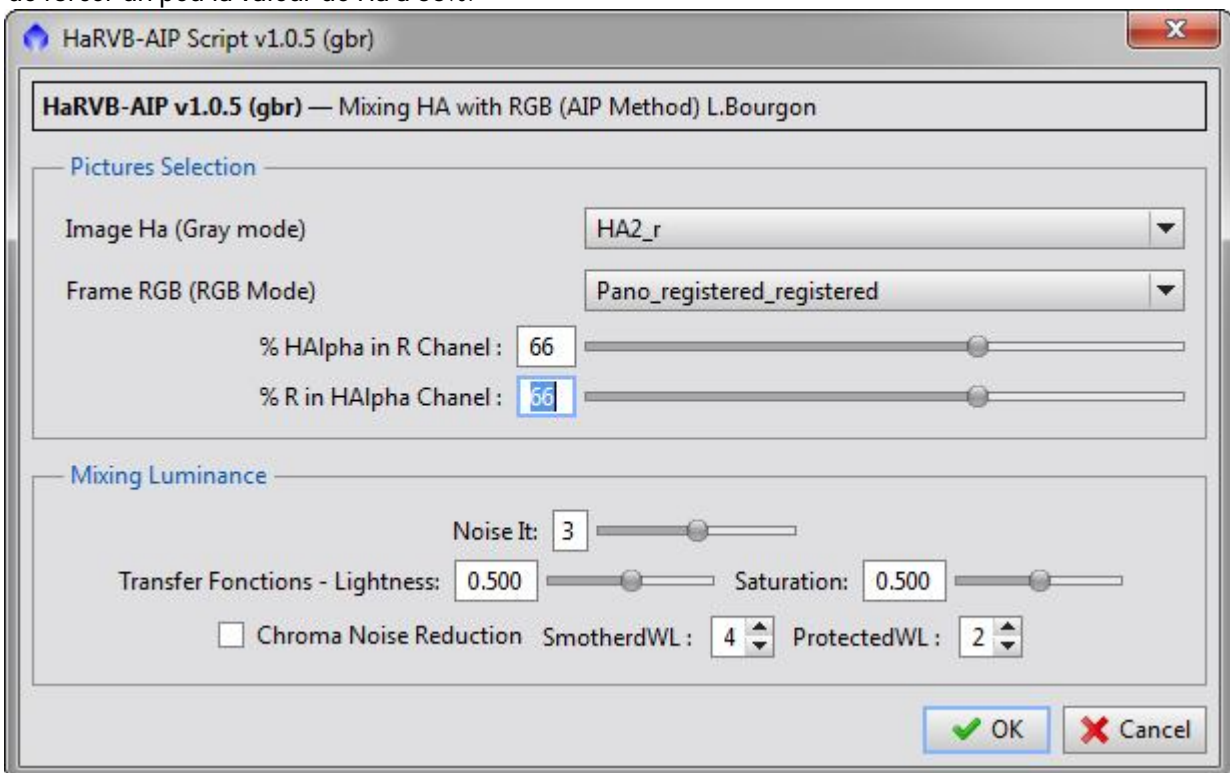 HaRVB-AIP Script v1.0.5 (gbr)
HaRVB-AIP v1.0.5 (gbr) — Mixing HA with RGB (AIP Method) L.Bourgon
Pictures Selection
Image Ha (Gray mode) HA2_r
Frame RGB (RGB Mode) Pano_registered_registered
% HAlpha in R Chanel : 66
% R in HAlpha Chanel : 66
Mixing Luminance
Noise It: 3
Transfer Fonctions - Lightness: 0.500 Saturation: 0.500
Chroma Noise Reduction SmotherdWL : 4 ProtectedWL : 2
OK Cancel